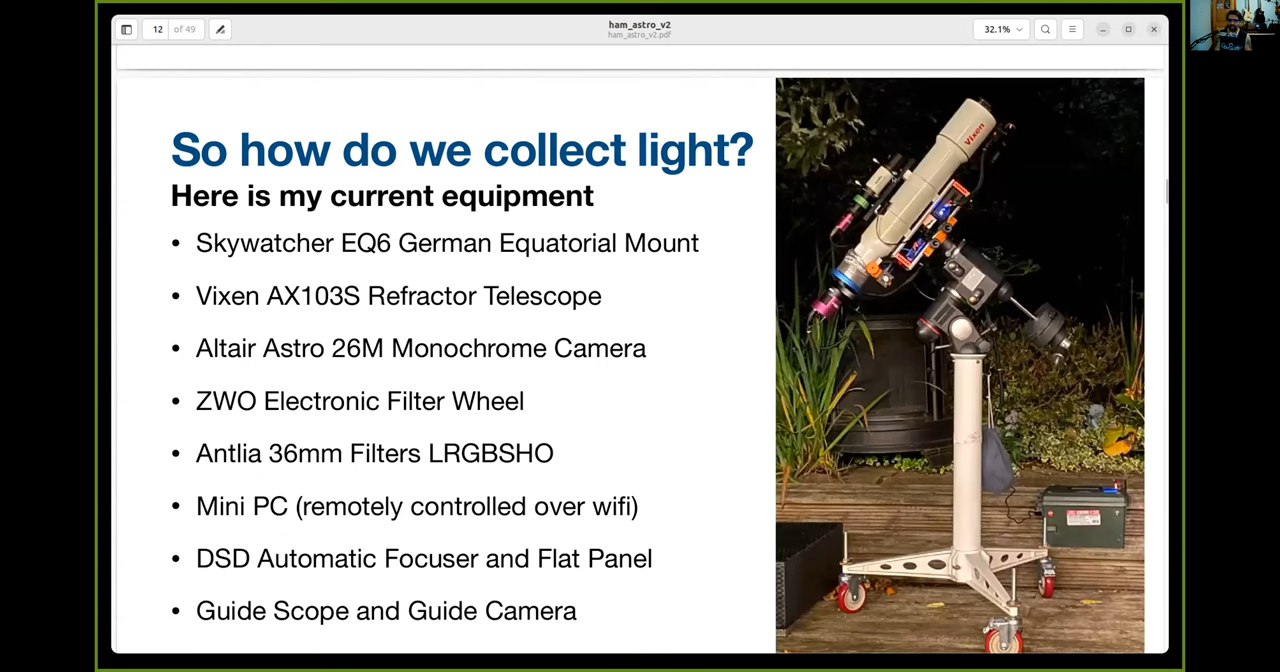 ham_astro_v2
12 of 49
ham_astro_v2.pdf
32.1%
So how do we collect light?
Here is my current equipment
• Skywatcher EQ6 German Equatorial Mount
• Vixen AX103S Refractor Telescope
• Altair Astro 26M Monochrome Camera
• ZWO Electronic Filter Wheel
• Antlia 36mm Filters LRGBSHO
• Mini PC (remotely controlled over wifi)
• DSD Automatic Focuser and Flat Panel
• Guide Scope and Guide Camera
Vixen